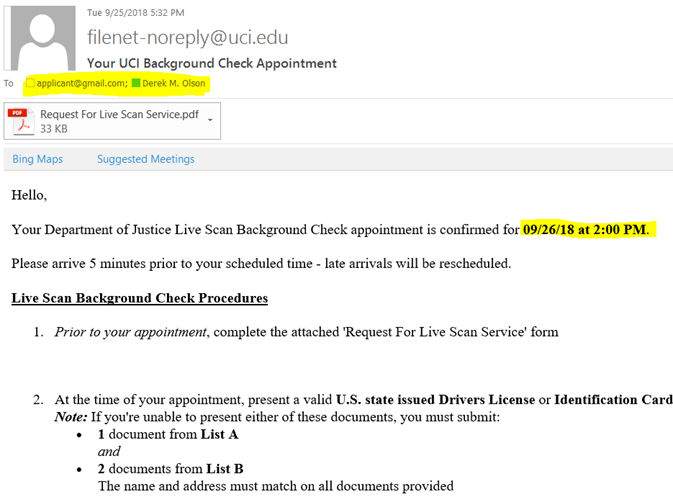 Tue 9/25/2018 5:32 PM
filenet-noreply@uci.edu
Your UCI Background Check Appointment
To applicant@gmail.com; Derek M. Olson
PDF
Request For Live Scan Service.pdf
33 KB
Bing Maps Suggested Meetings
Hello,
Your Department of Justice Live Scan Background Check appointment is confirmed for 09/26/18 at 2:00 PM.
Please arrive 5 minutes prior to your scheduled time - late arrivals will be rescheduled.
Live Scan Background Check Procedures
1. Prior to your appointment, complete the attached 'Request For Live Scan Service' form
2. At the time of your appointment, present a valid U.S. state issued Drivers License or Identification Card
Note: If you're unable to present either of these documents, you must submit:
• 1 document from List A
and
• 2 documents from List B
The name and address must match on all documents provided